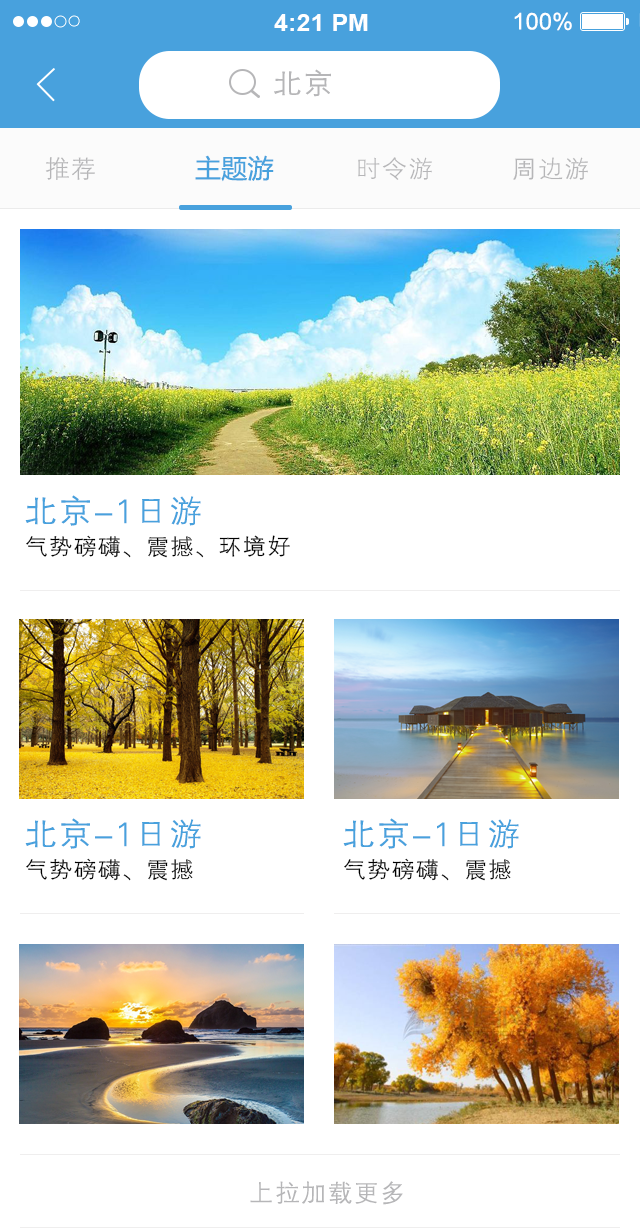 4:21 PM 100%
北京
推荐 主题游 时令游 周边游
北京-1日游
气势磅礴、震撼、环境好
北京-1日游 北京-1日游
气势磅礴、震撼 气势磅礴、震撼
上拉加载更多